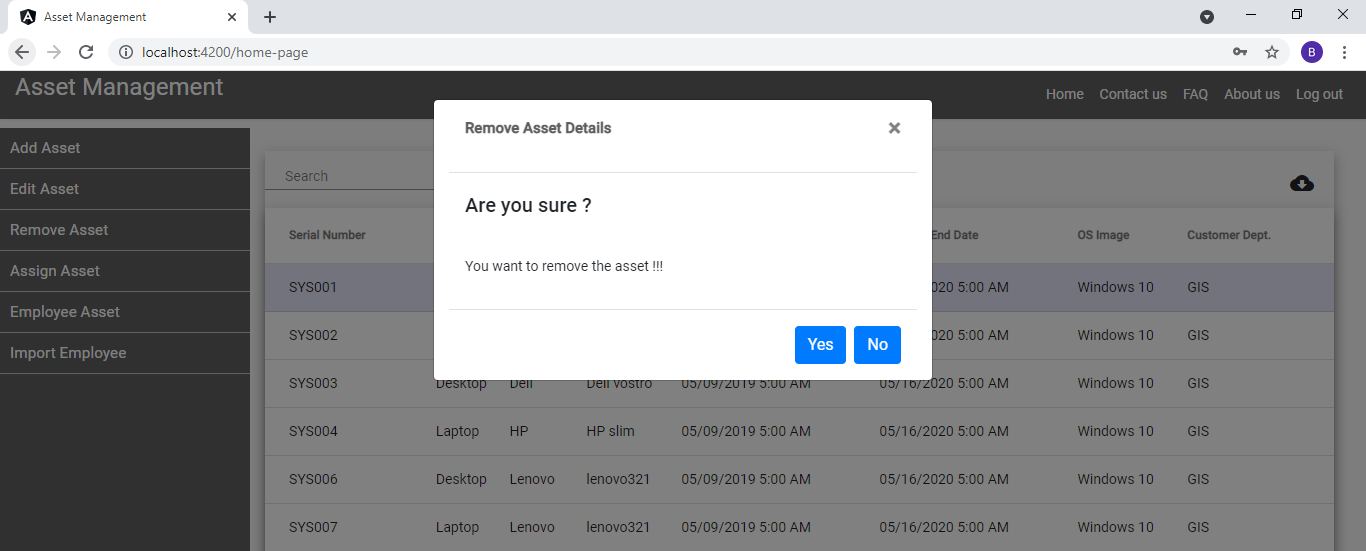 Asset Management
localhost:4200/home-page
B
Asset Management
Home Contact us FAQ About us Log out
Add Asset
Edit Asset
Remove Asset
Assign Asset
Employee Asset
Import Employee
Remove Asset Details
Are you sure ?
You want to remove the asset !!!
Yes No
Search
Serial Number End Date OS Image Customer Dept.
SYS001 020 5:00 AM Windows 10 GIS
SYS002 020 5:00 AM Windows 10 GIS
SYS003 Desktop Dell Dell vostro 05/09/2019 5:00 AM 05/16/2020 5:00 AM Windows 10 GIS
SYS004 Laptop HP HP slim 05/09/2019 5:00 AM 05/16/2020 5:00 AM Windows 10 GIS
SYS006 Desktop Lenovo lenovo321 05/09/2019 5:00 AM 05/16/2020 5:00 AM Windows 10 GIS
SYS007 Laptop Lenovo lenovo321 05/09/2019 5:00 AM 05/16/2020 5:00 AM Windows 10 GIS